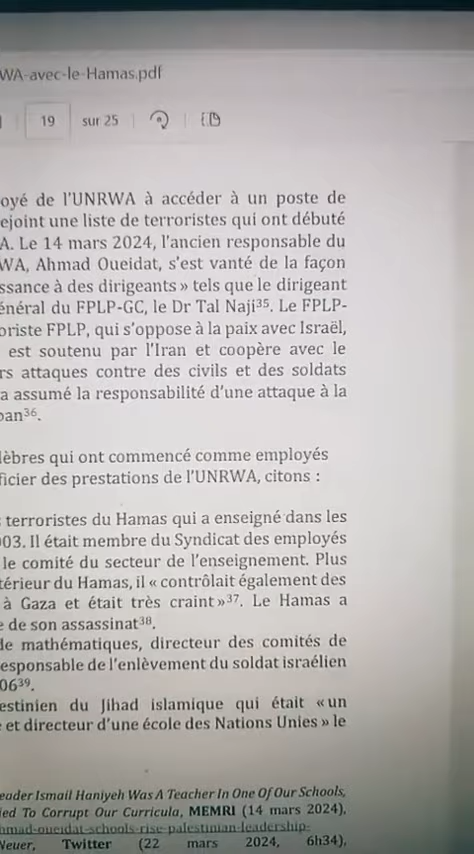 WA-avec-le-Hamas.pdf
19 sur 25
oyé de l'UNRWA à accéder à un poste de
ejoint une liste de terroristes qui ont débuté
A. Le 14 mars 2024, l'ancien responsable du
WA, Ahmad Oueidat, s'est vanté de la façon
ssance à des dirigeants » tels que le dirigeant
énéral du FPLP-GC, le Dr Tal Naji³⁵. Le FPLP-
oriste FPLP, qui s'oppose à la paix avec Israël,
est soutenu par l'Iran et coopère avec le
rs attaques contre des civils et des soldats
a assumé la responsabilité d'une attaque à la
ban³⁶.
lèbres qui ont commencé comme employés
ficier des prestations de l'UNRWA, citons :
terroristes du Hamas qui a enseigné dans les
003. Il était membre du Syndicat des employés
le comité du secteur de l'enseignement. Plus
térieur du Hamas, il « contrôlait également des
à Gaza et était très craint »³⁷. Le Hamas a
e de son assassinat³⁸.
de mathématiques, directeur des comités de
esponsable de l'enlèvement du soldat israélien
06³⁹.
estinien du Jihad islamique qui était « un
e et directeur d'une école des Nations Unies » le
eader Ismail Haniyeh Was A Teacher In One Of Our Schools,
ied To Corrupt Our Curricula, MEMRI (14 mars 2024),
hmad-oueidat-schools-rise-palestinian-leadership-
Neuer, Twitter (22 mars 2024, 6h34),